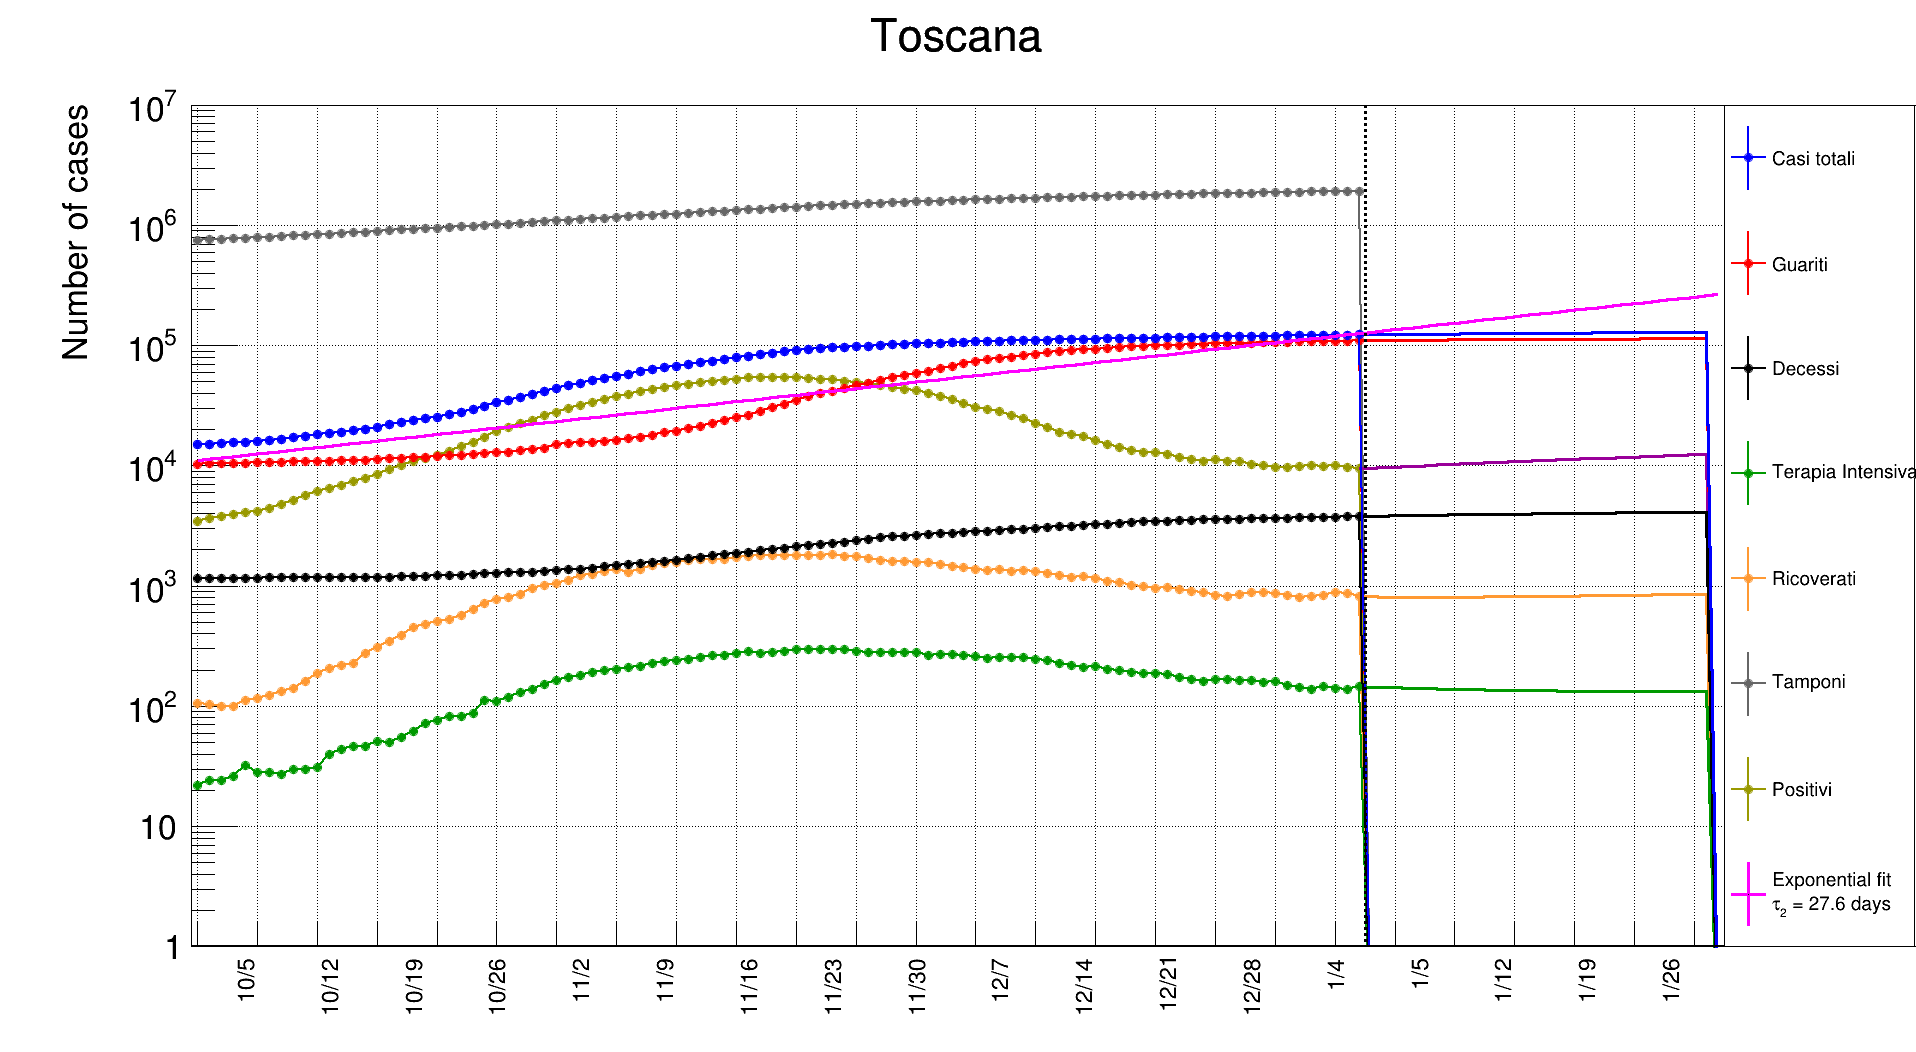 Toscana
Number of cases
10^7
10^6
10^5
10^4
10^3
10^2
10
1
10/5 10/12 10/19 10/26 11/2 11/9 11/16 11/23 11/30 12/7 12/14 12/21 12/28 1/4 1/5 1/12 1/19 1/26
Casi totali
Guariti
Decessi
Terapia Intensiva
Ricoverati
Tamponi
Positivi
Exponential fit
τ_2 = 27.6 days